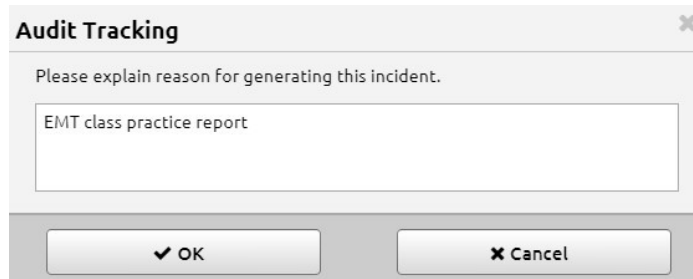 Audit Tracking
Please explain reason for generating this incident.
EMT class practice report
OK
Cancel